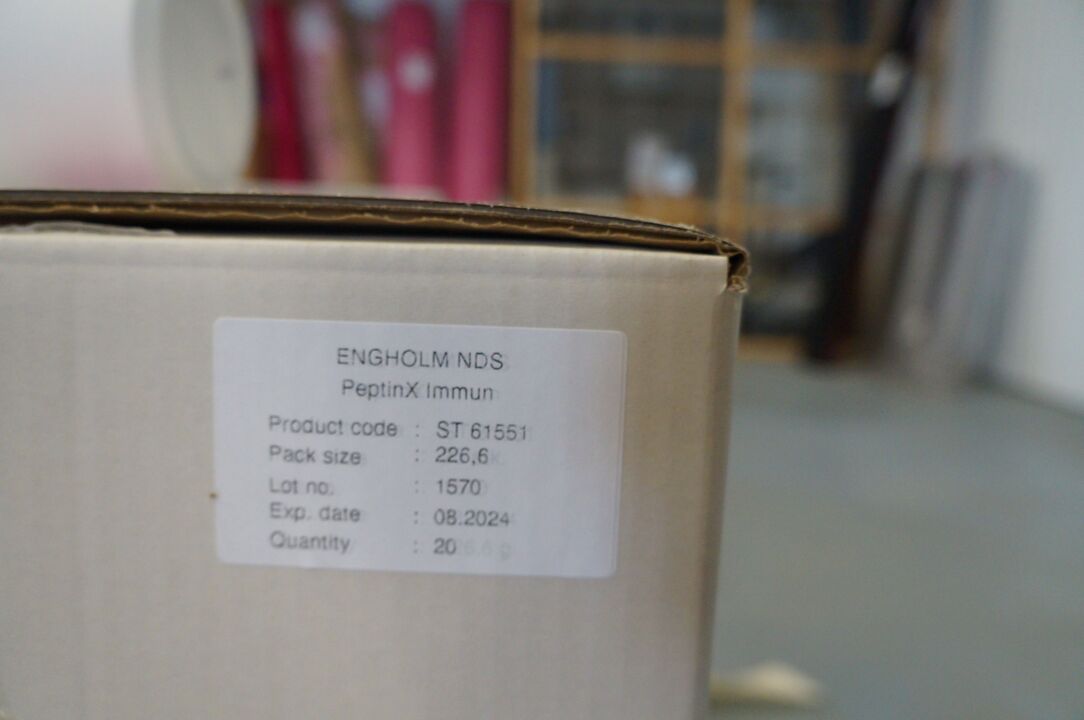 ENGHOLM NDS
PeptinX Immun
Product code : ST 61551
Pack size : 226,6
Lot no. : 1570
Exp. date : 08.2024
Quantity : 20